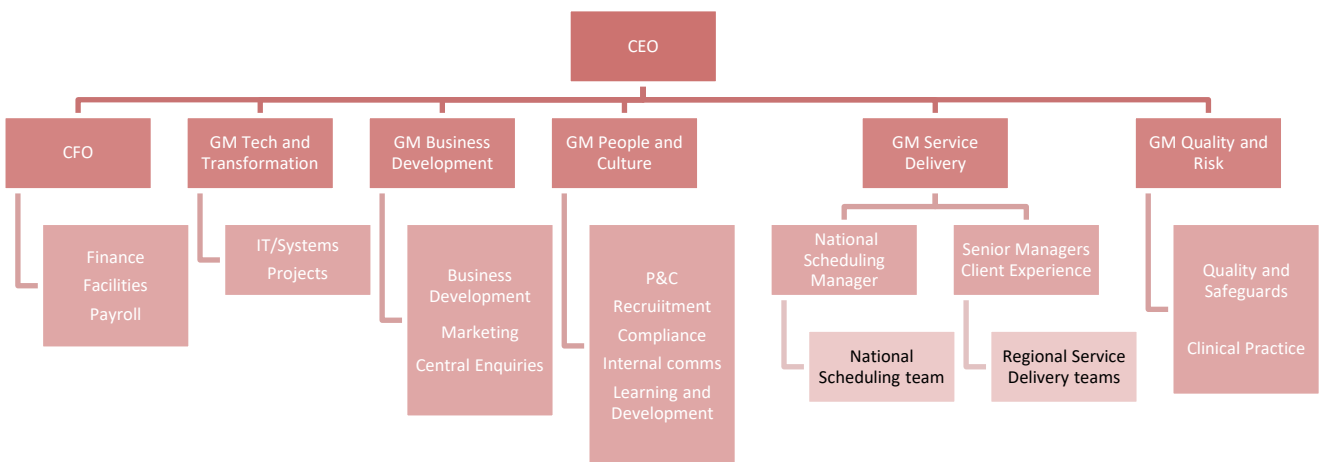 CEO
CFO
GM Tech and
Transformation
GM Business
Development
GM People and
Culture
GM Service
Delivery
GM Quality and
Risk
Finance
Facilities
Payroll
IT/Systems
Projects
Business
Development
Marketing
Central Enquiries
P&C
Recruiitment
Compliance
Internal comms
Learning and
Development
National
Scheduling
Manager
Senior Managers
Client Experience
National
Scheduling team
Regional Service
Delivery teams
Quality and
Safeguards
Clinical Practice